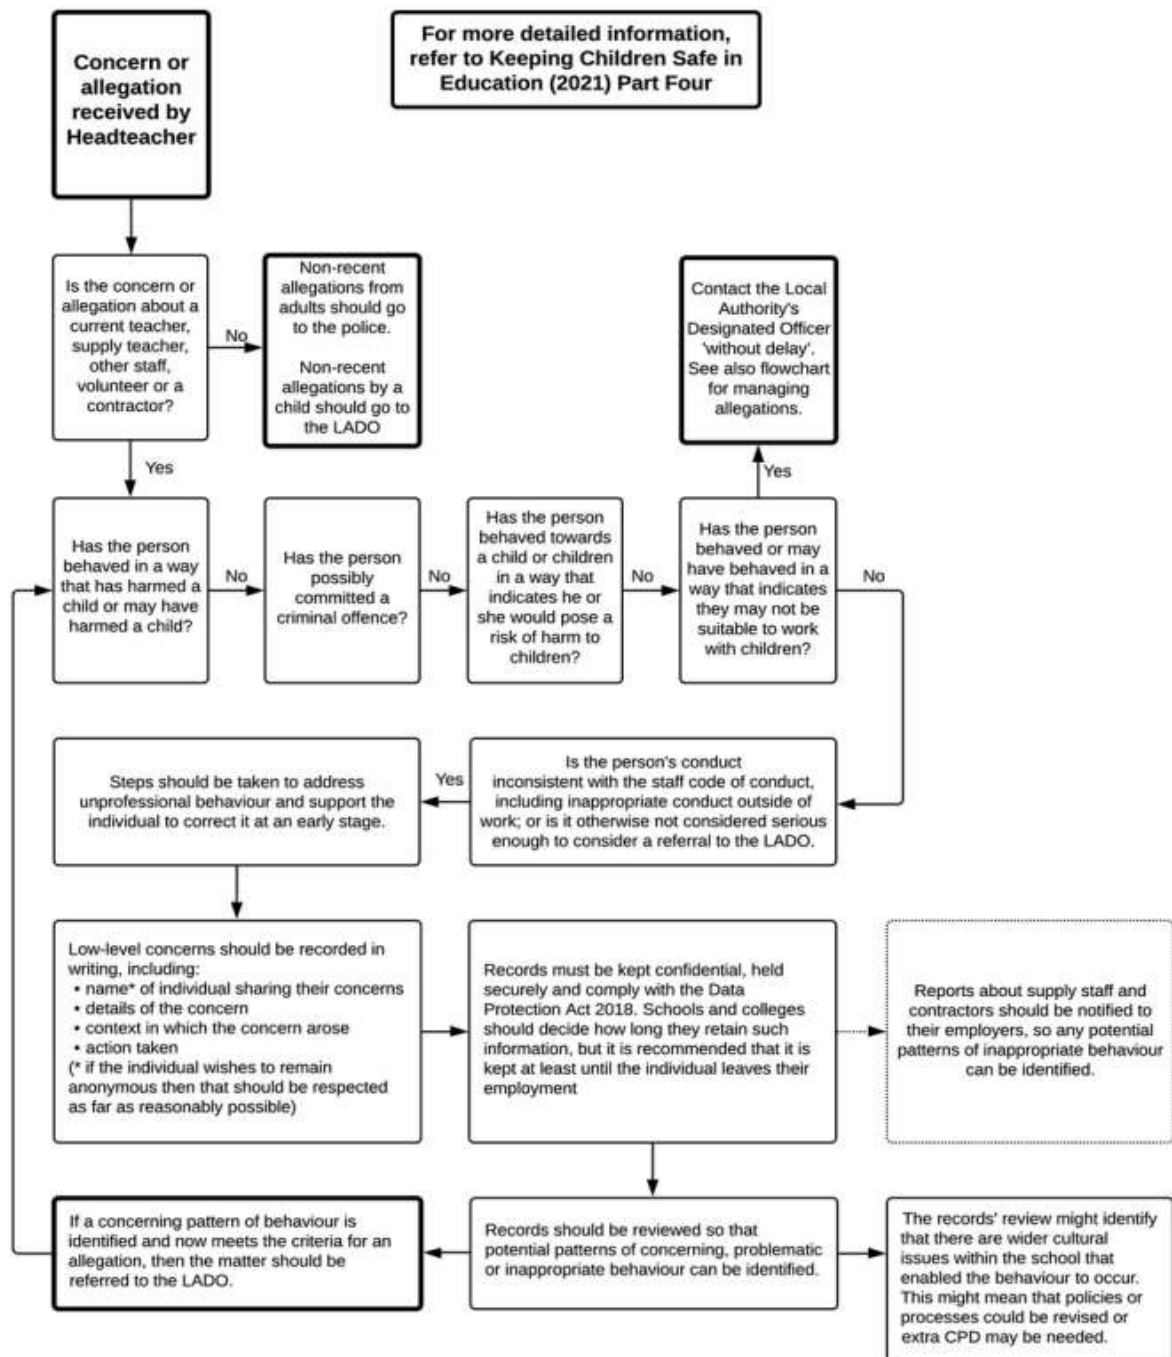 Concern or
allegation
received by
Headteacher
For more detailed information,
refer to Keeping Children Safe in
Education (2021) Part Four
Is the concern or
allegation about a
current teacher,
supply teacher,
other staff,
volunteer or a
contractor?
No
Non-recent
allegations from
adults should go
to the police.
Non-recent
allegations by a
child should go to
the LADO
Contact the Local
Authority's
Designated Officer
'without delay'.
See also flowchart
for managing
allegations.
Yes
Yes
Has the person
behaved in a way
that has harmed a
child or may have
harmed a child?
No
Has the person
possibly
committed a
criminal offence?
No
Has the person
behaved towards
a child or children
in a way that
indicates he or
she would pose a
risk of harm to
children?
No
Has the person
behaved or may
have behaved in a
way that indicates
they may not be
suitable to work
with children?
No
Is the person's conduct
inconsistent with the staff code of conduct,
including inappropriate conduct outside of
work; or is it otherwise not considered serious
enough to consider a referral to the LADO.
Yes
Steps should be taken to address
unprofessional behaviour and support the
individual to correct it at an early stage.
Low-level concerns should be recorded in
writing, including:
• name* of individual sharing their concerns
• details of the concern
• context in which the concern arose
• action taken
(* if the individual wishes to remain
anonymous then that should be respected
as far as reasonably possible)
Records must be kept confidential, held
securely and comply with the Data
Protection Act 2018. Schools and colleges
should decide how long they retain such
information, but it is recommended that it is
kept at least until the individual leaves their
employment
Reports about supply staff and
contractors should be notified to
their employers, so any potential
patterns of inappropriate behaviour
can be identified.
If a concerning pattern of behaviour is
identified and now meets the criteria for an
allegation, then the matter should be
referred to the LADO.
Records should be reviewed so that
potential patterns of concerning, problematic
or inappropriate behaviour can be identified.
The records' review might identify
that there are wider cultural
issues within the school that
enabled the behaviour to occur.
This might mean that policies or
processes could be revised or
extra CPD may be needed.